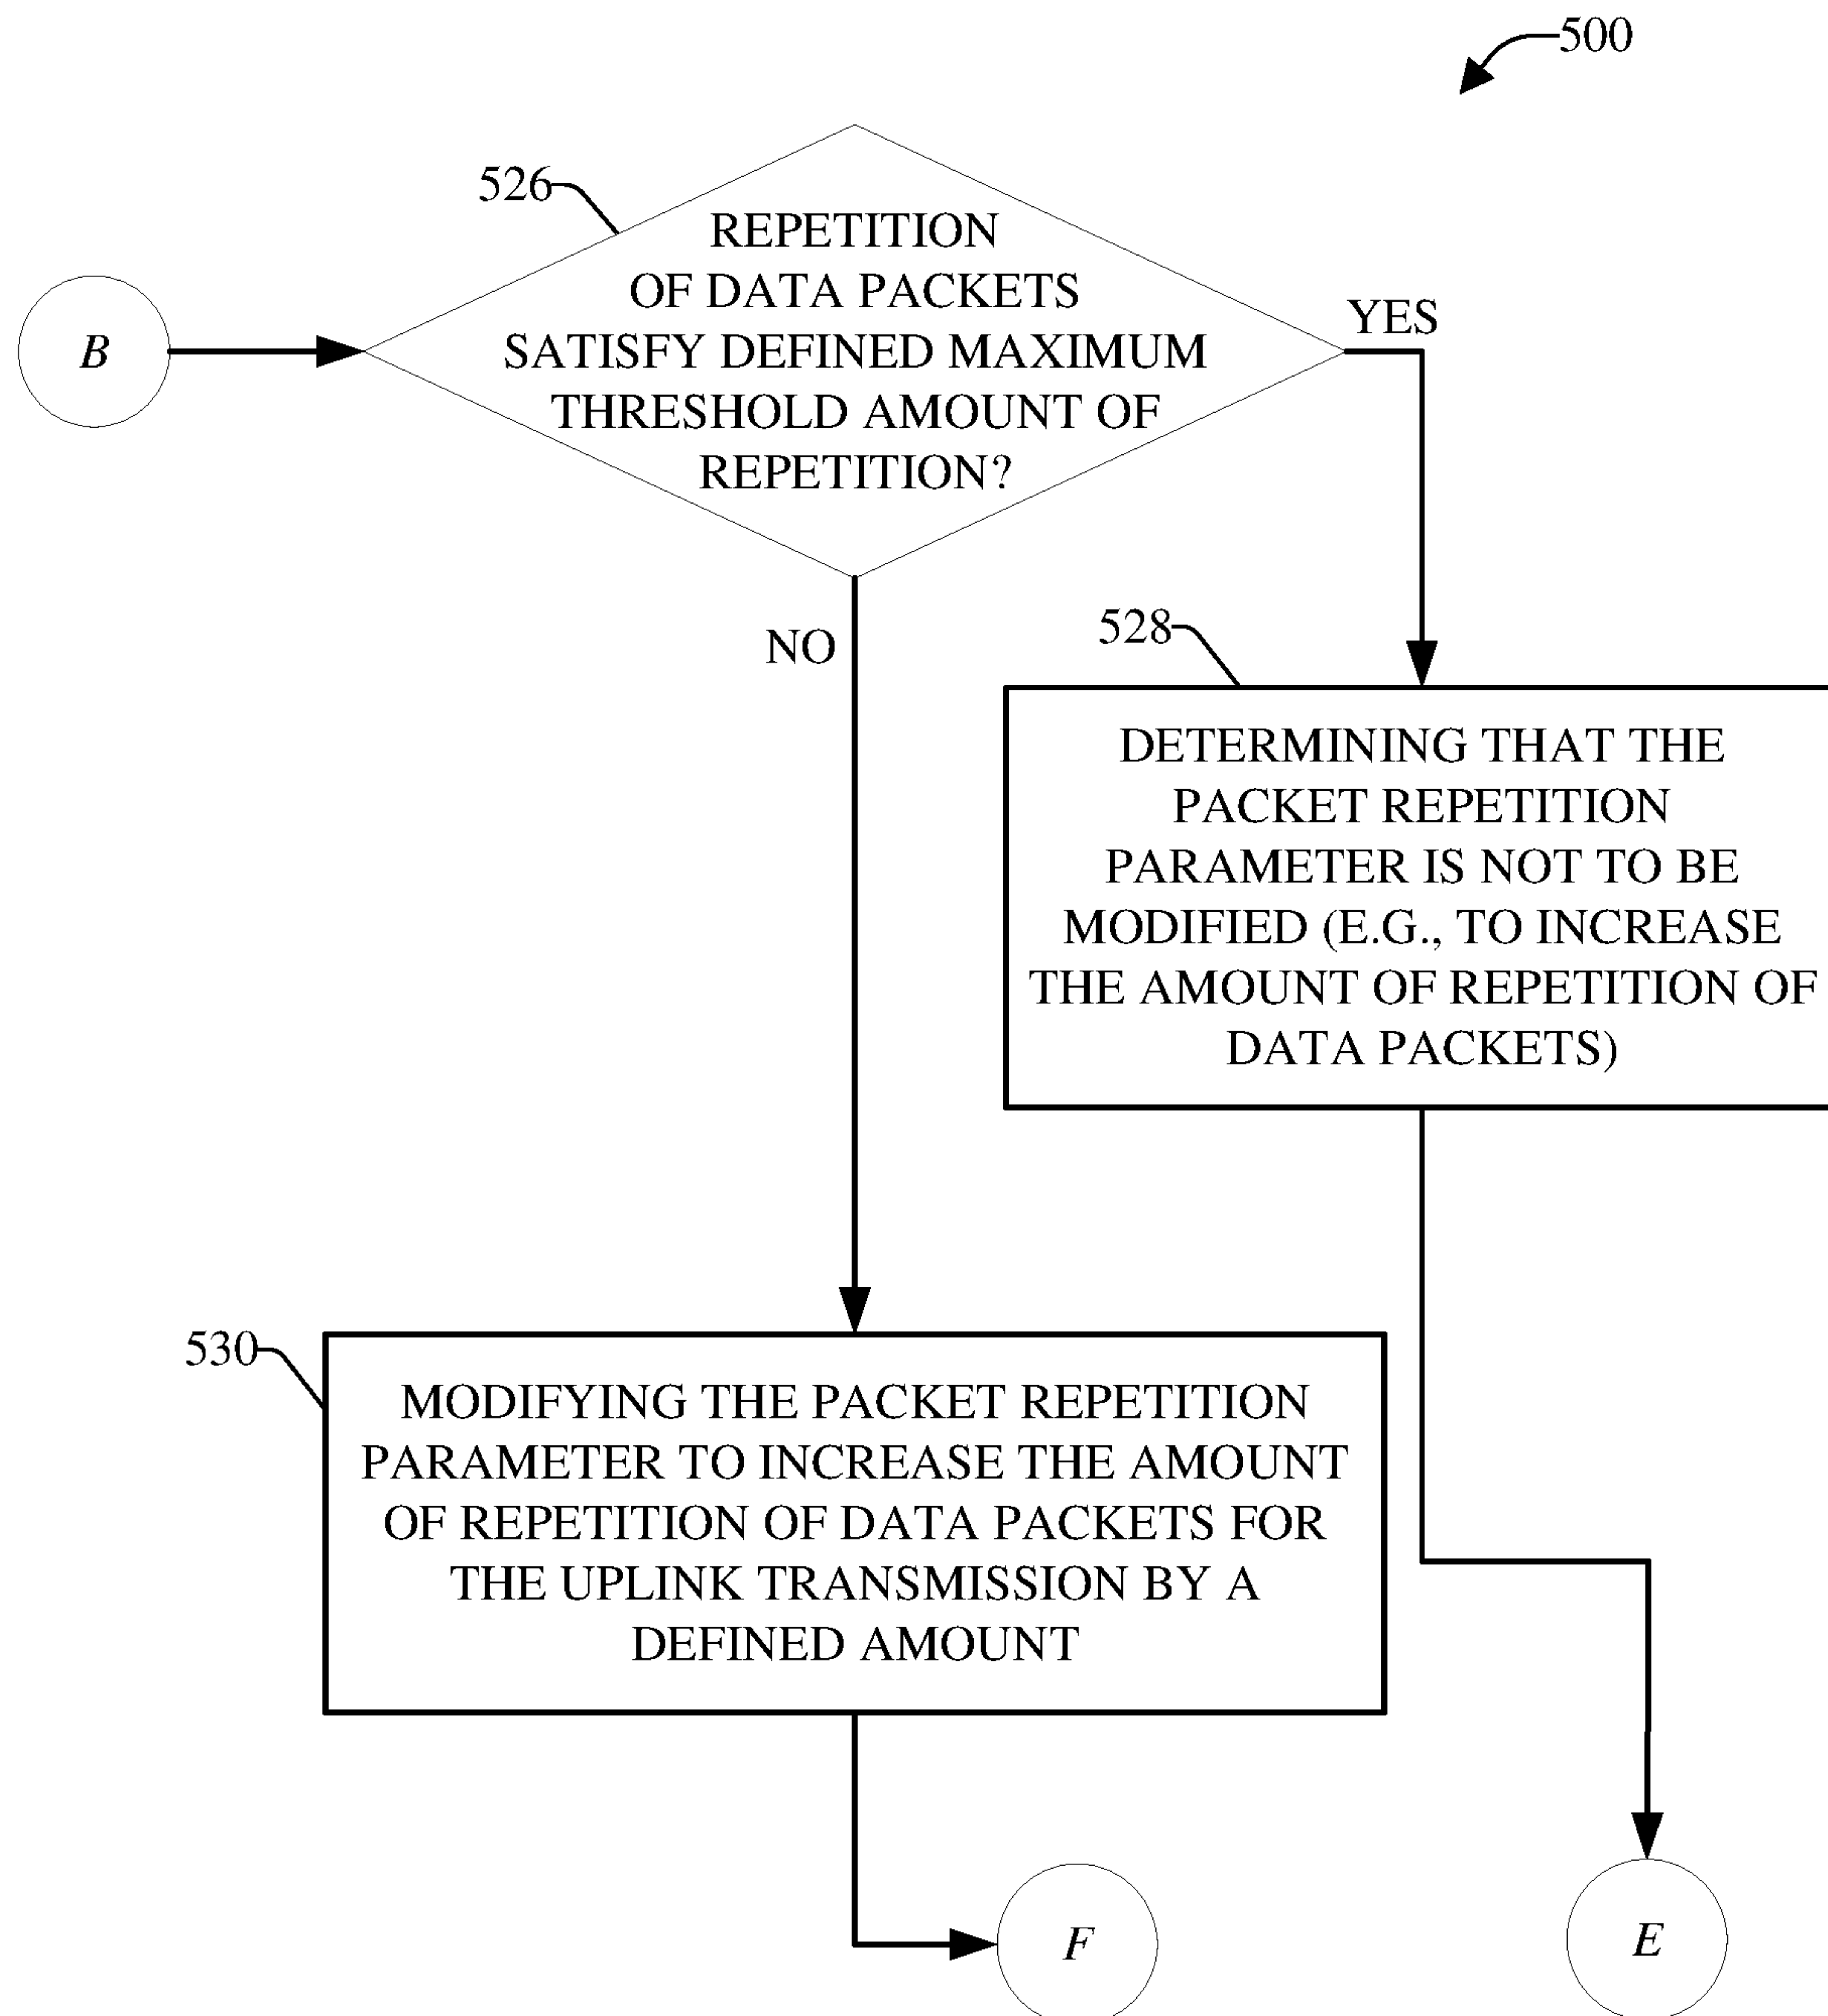 500
526
REPETITION
OF DATA PACKETS
SATISFY DEFINED MAXIMUM
THRESHOLD AMOUNT OF
REPETITION?
B
YES
NO
528
DETERMINING THAT THE
PACKET REPETITION
PARAMETER IS NOT TO BE
MODIFIED (E.G., TO INCREASE
THE AMOUNT OF REPETITION OF
DATA PACKETS)
530
MODIFYING THE PACKET REPETITION
PARAMETER TO INCREASE THE AMOUNT
OF REPETITION OF DATA PACKETS FOR
THE UPLINK TRANSMISSION BY A
DEFINED AMOUNT
F
E